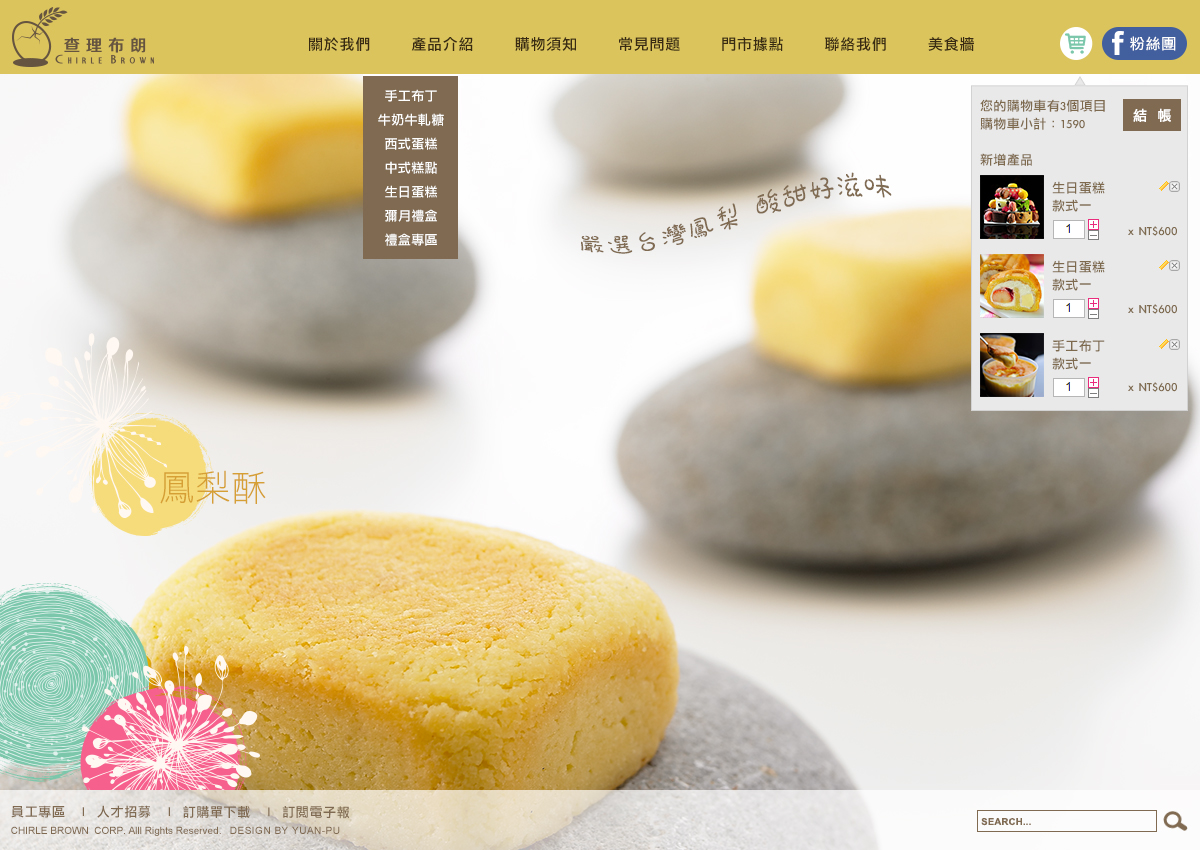 查理布朗
CHIRLE BROWN
關於我們 產品介紹 購物須知 常見問題 門市據點 聯絡我們 美食牆
f 粉絲團
手工布丁
牛奶牛軋糖
西式蛋糕
中式糕點
生日蛋糕
彌月禮盒
禮盒專區
您的購物車有3個項目
購物車小計：1590
結 帳
新增產品
生日蛋糕
款式一
1 x NT$600
生日蛋糕
款式一
1 x NT$600
手工布丁
款式一
1 x NT$600
嚴選台灣鳳梨 酸甜好滋味
鳳梨酥
員工專區 | 人才招募 | 訂購單下載 | 訂閱電子報
CHIRLE BROWN CORP. Alll Rights Reserved. DESIGN BY YUAN-PU
SEARCH...